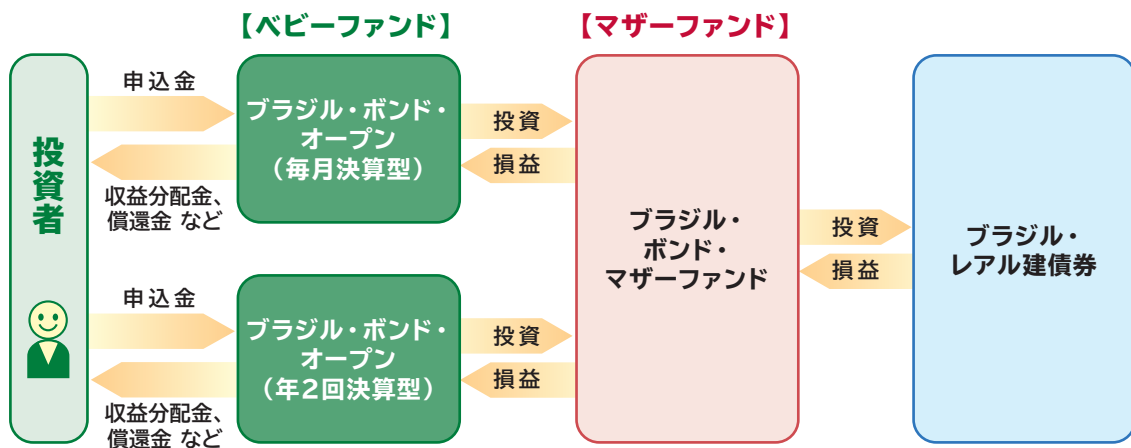 【ベビーファンド】
【マザーファンド】
投資者
申込金
収益分配金、
償還金 など
ブラジル・ボンド・
オープン
（毎月決算型）
投資
損益
申込金
収益分配金、
償還金 など
ブラジル・ボンド・
オープン
（年2回決算型）
投資
損益
ブラジル・
ボンド・
マザーファンド
投資
損益
ブラジル・
レアル建債券